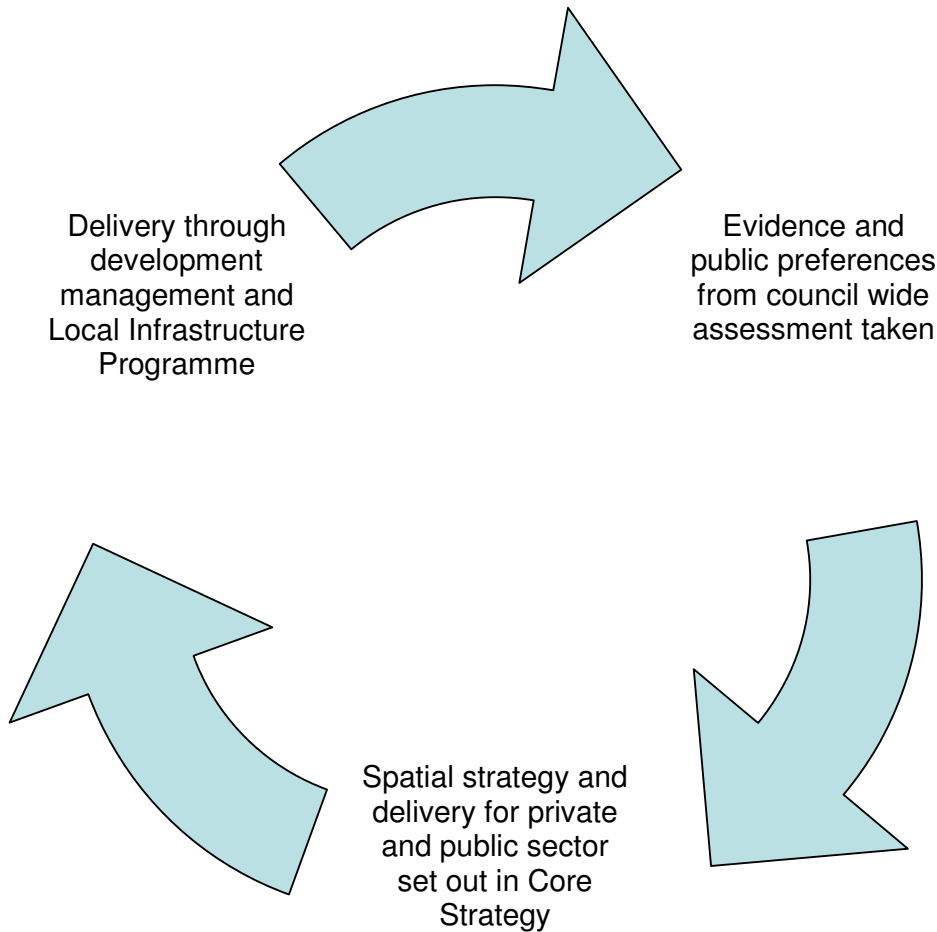 Delivery through
development
management and
Local Infrastructure
Programme
Evidence and
public preferences
from council wide
assessment taken
Spatial strategy and
delivery for private
and public sector
set out in Core
Strategy